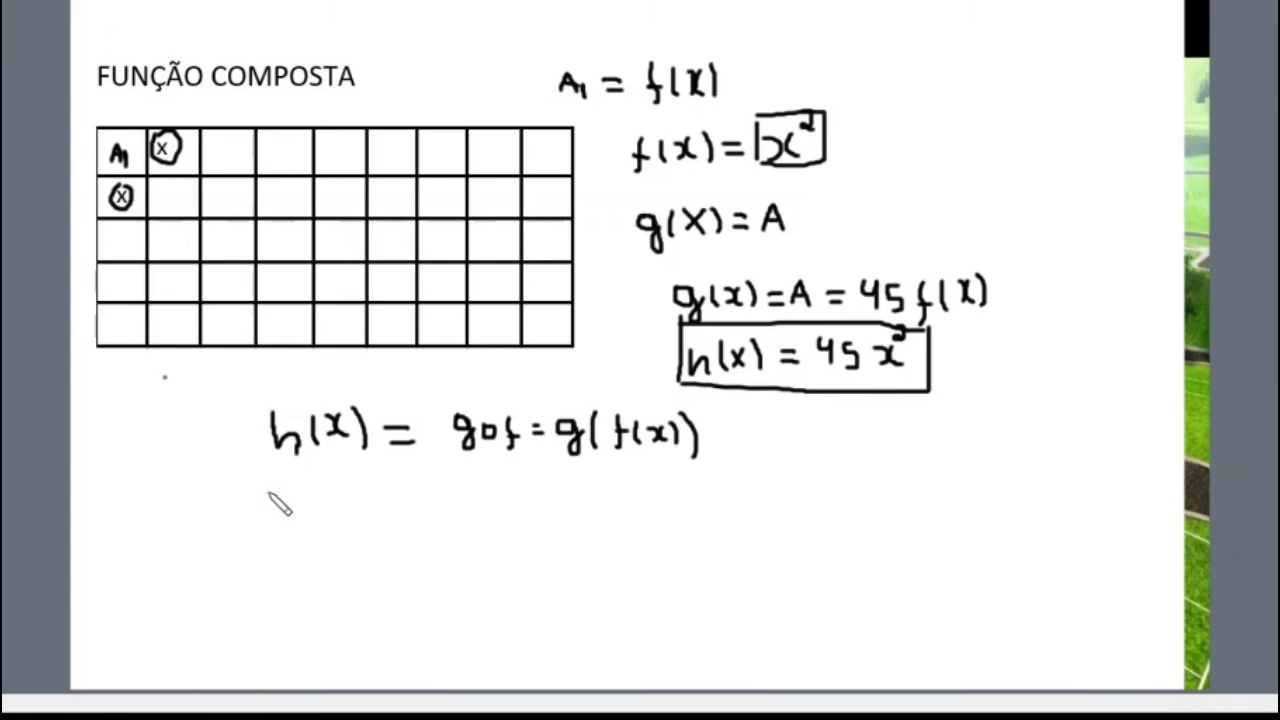 FUNÇÃO COMPOSTA
A₁ = f(x)
A₁ x
x
f(x) = x²
g(x) = A
g(x) = A = 45 f(x)
h(x) = 45 x²
h(x) = gof = g(f(x))